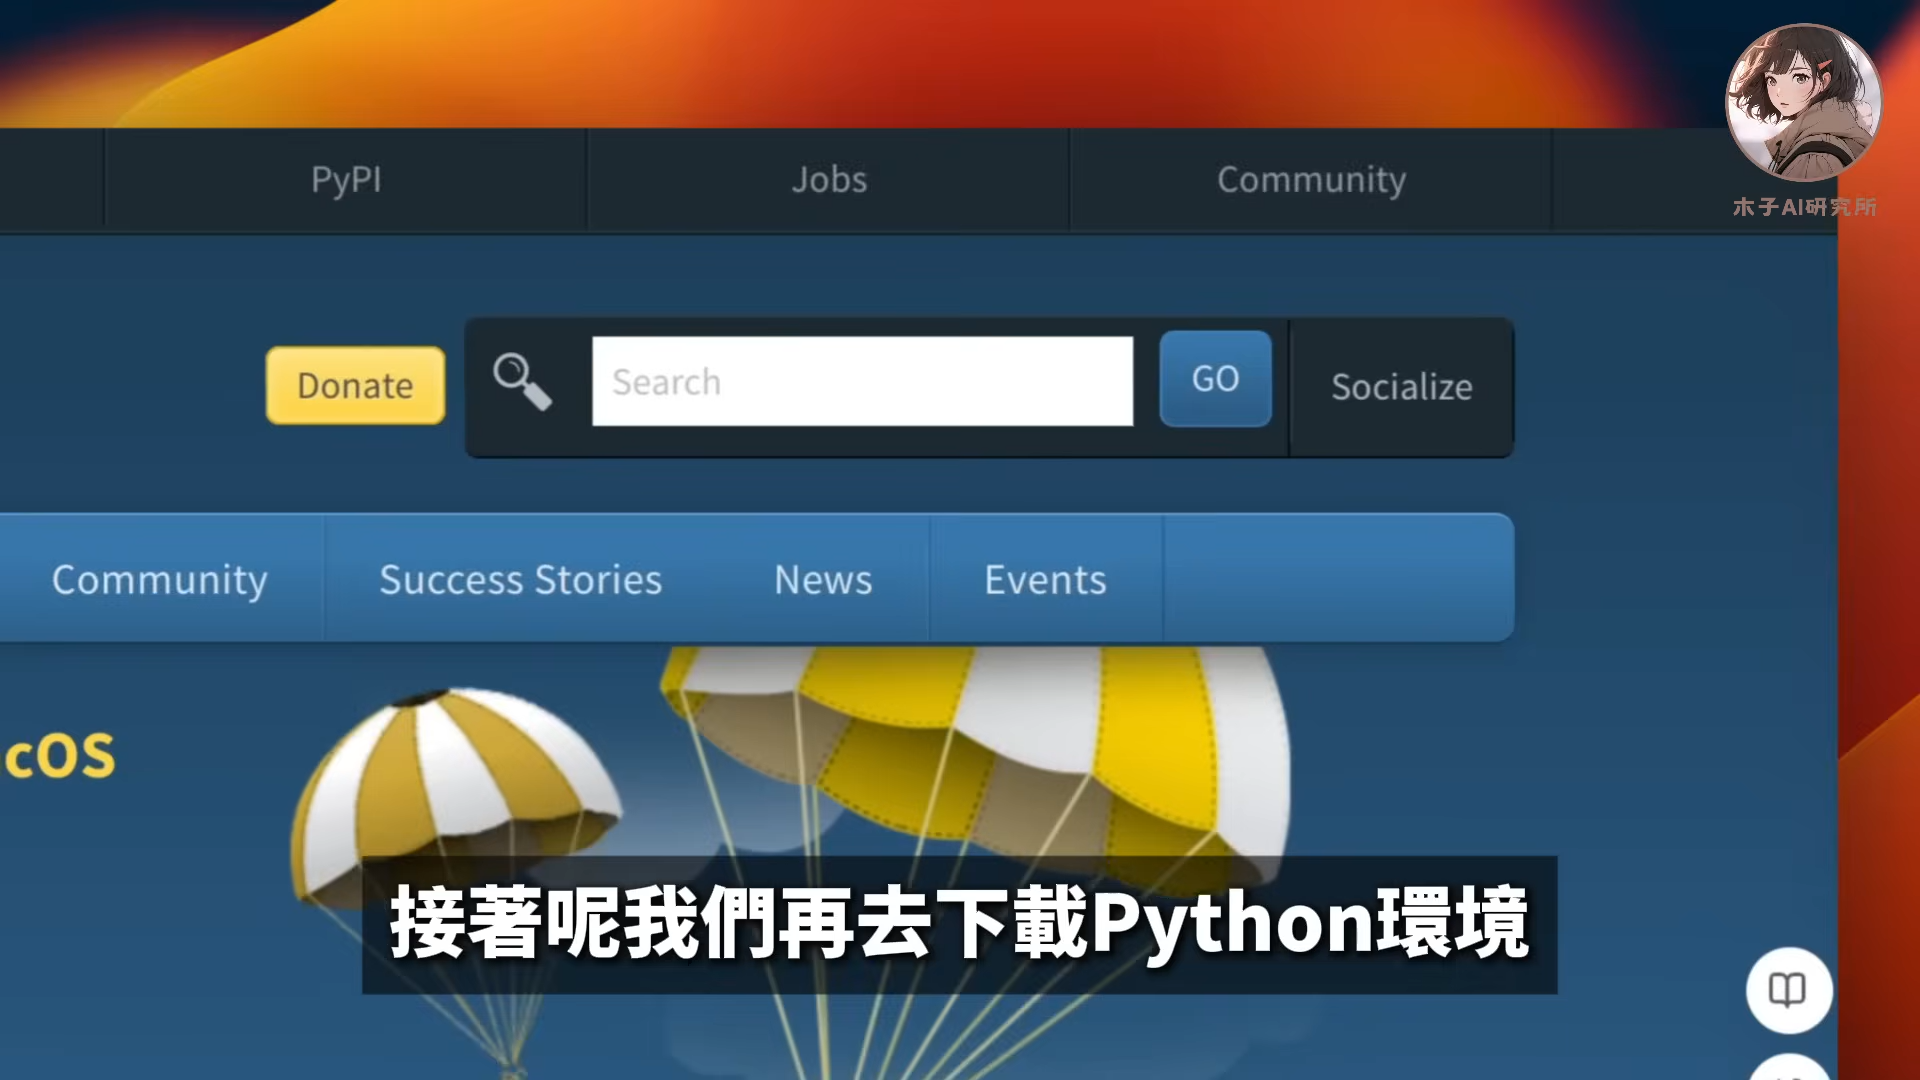 PyPI
Jobs
Community
木子AI研究所
Donate
Search
GO
Socialize
Community
Success Stories
News
Events
cOS
接著呢我們再去下載Python環境